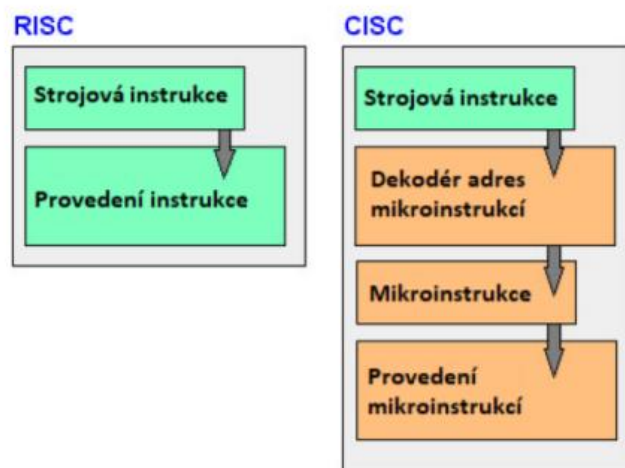 RISC
Strojová instrukce
Provedení instrukce
CISC
Strojová instrukce
Dekodér adres
mikroinstrukcí
Mikroinstrukce
Provedení
mikroinstrukcí